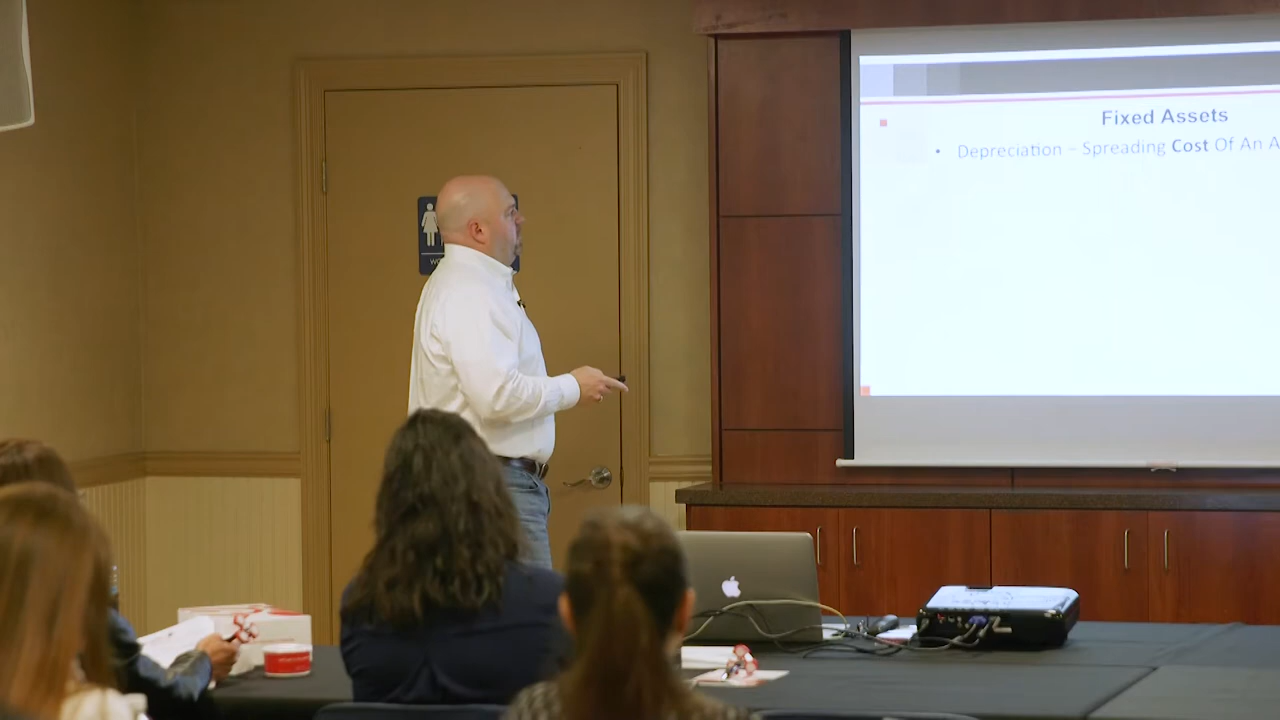 Fixed Assets
• Depreciation – Spreading Cost Of An A